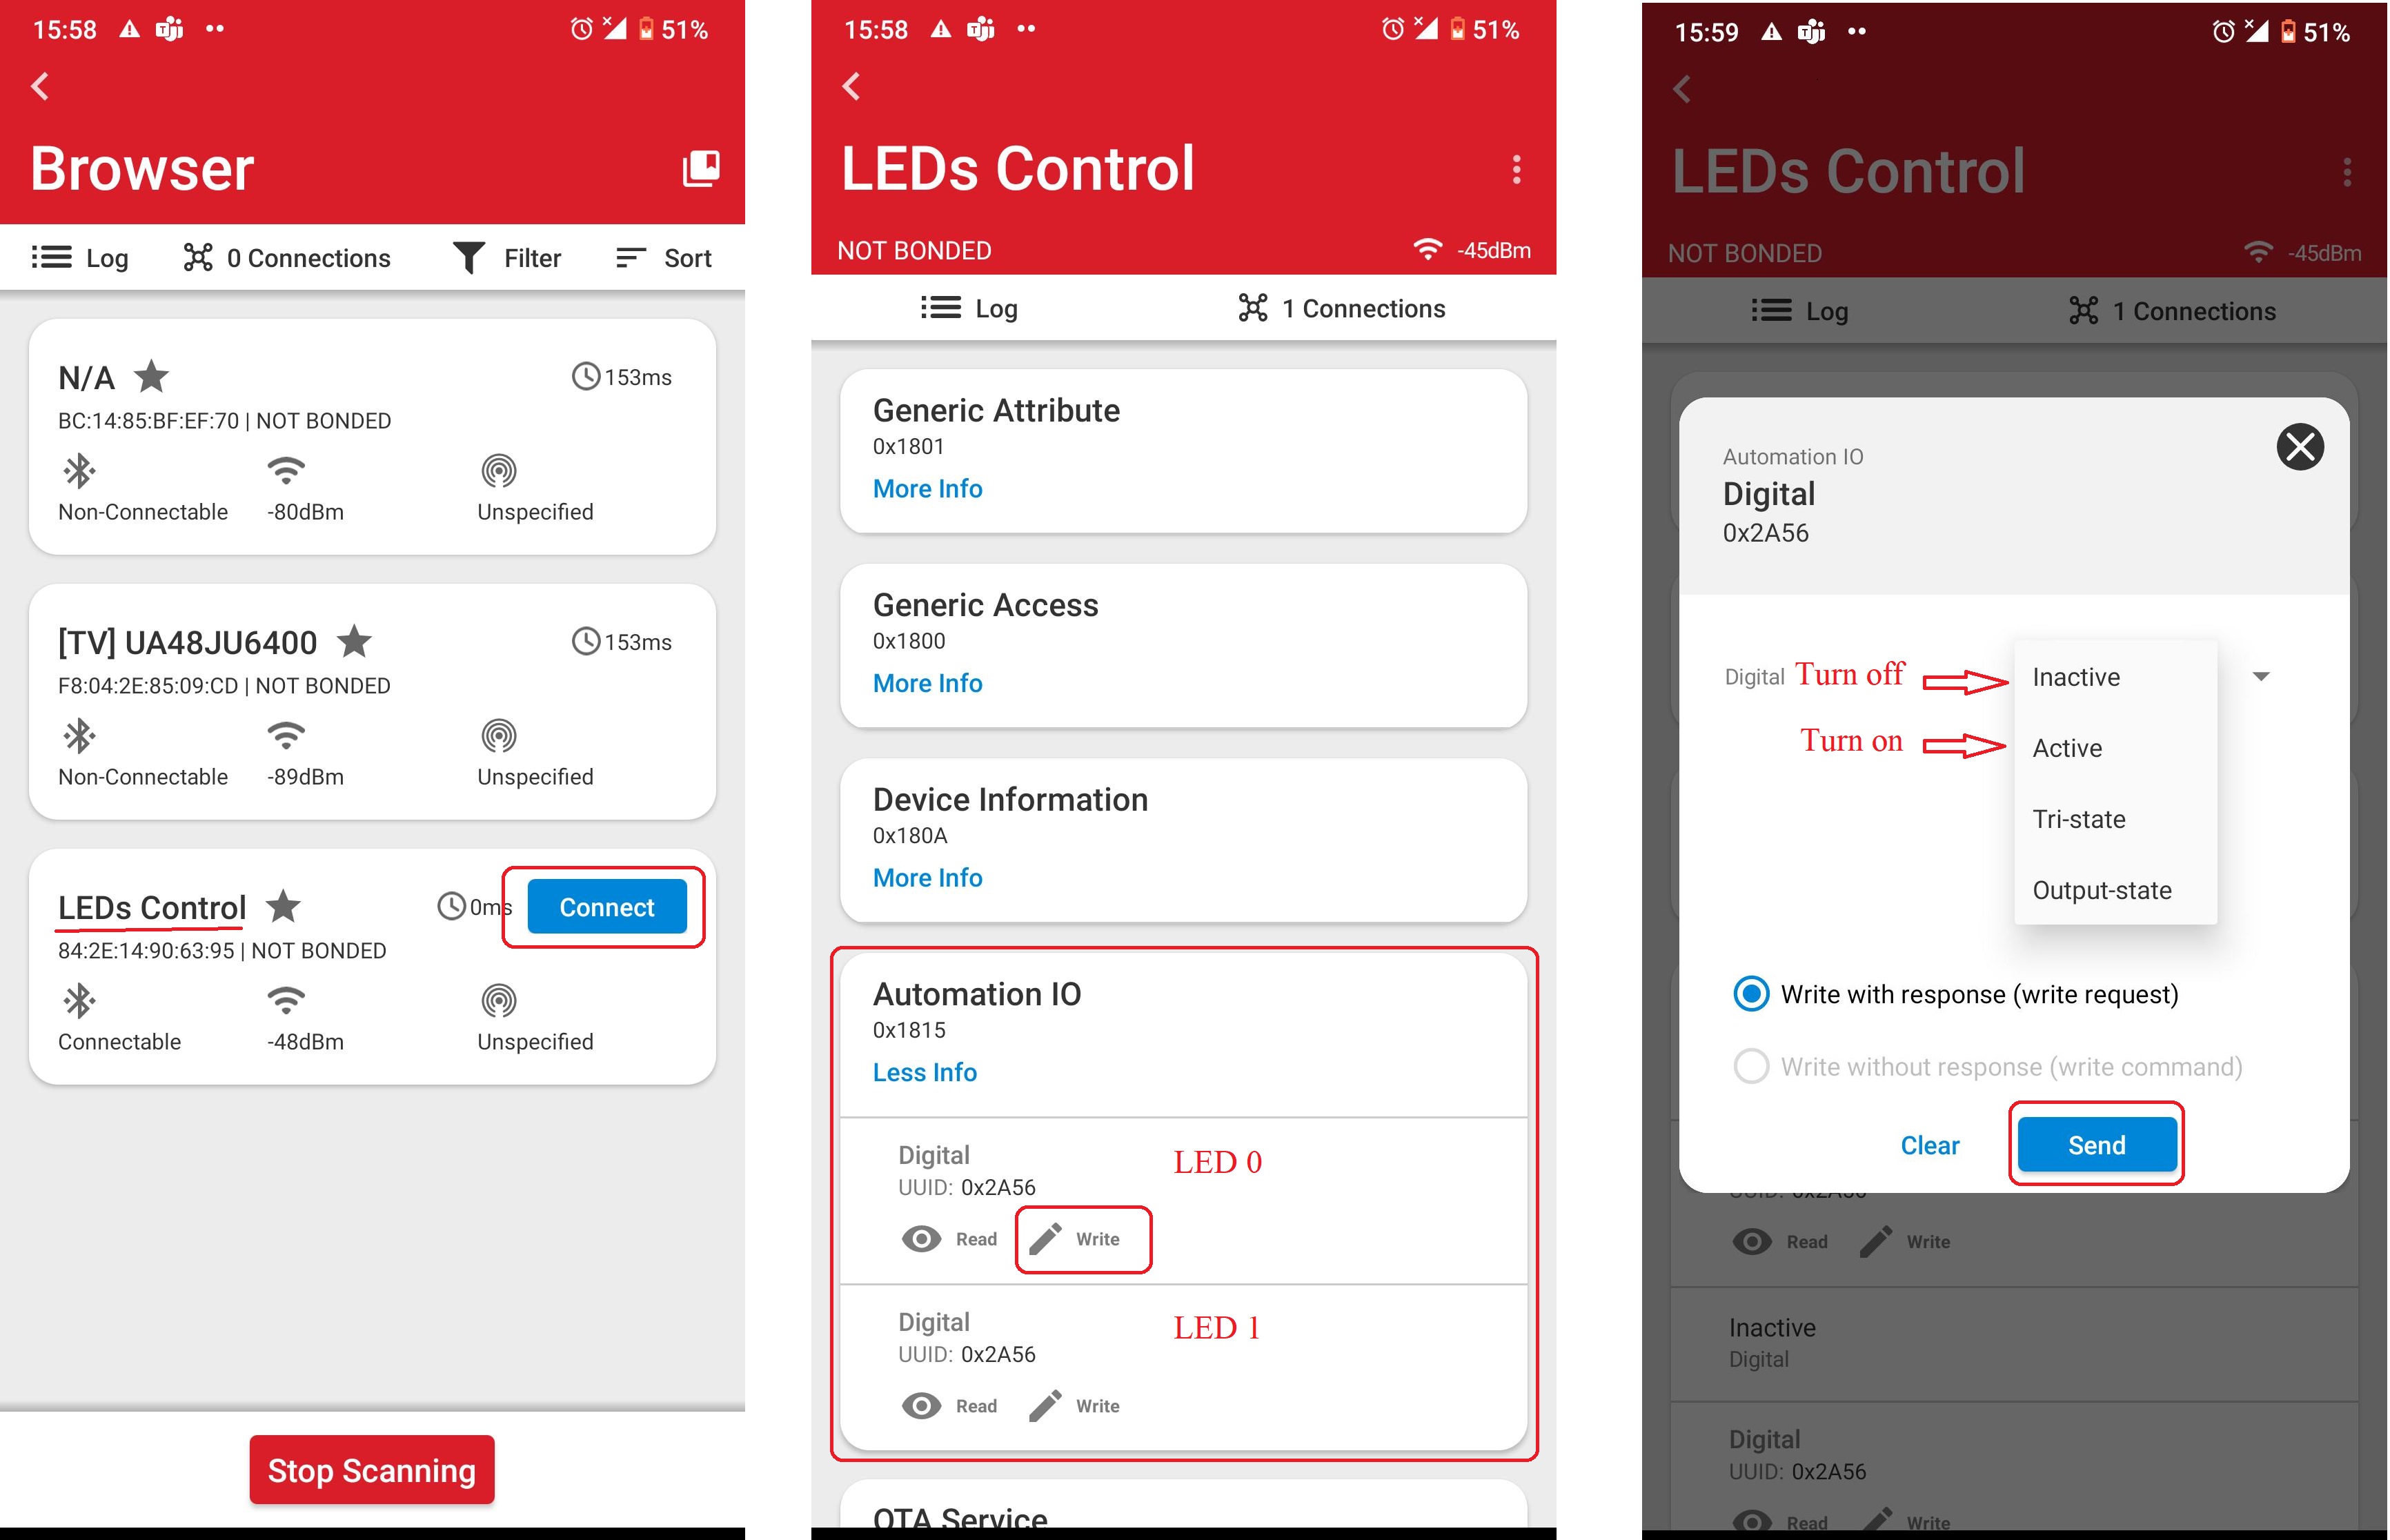 15:58 51%
Browser
Log 0 Connections Filter Sort
N/A 153ms
BC:14:85:BF:EF:70 | NOT BONDED
Non-Connectable -80dBm Unspecified
[TV] UA48JU6400 153ms
F8:04:2E:85:09:CD | NOT BONDED
Non-Connectable -89dBm Unspecified
LEDs Control 0ms Connect
84:2E:14:90:63:95 | NOT BONDED
Connectable -48dBm Unspecified
Stop Scanning
15:58 51%
LEDs Control
NOT BONDED -45dBm
Log 1 Connections
Generic Attribute
0x1801
More Info
Generic Access
0x1800
More Info
Device Information
0x180A
More Info
Automation IO
0x1815
Less Info
Digital LED 0
UUID: 0x2A56
Read Write
Digital LED 1
UUID: 0x2A56
Read Write
OTA Service
15:59 51%
LEDs Control
NOT BONDED -45dBm
Log 1 Connections
Automation IO
Digital
0x2A56
Digital Turn off Inactive
Turn on Active
Tri-state
Output-state
Write with response (write request)
Write without response (write command)
Clear Send
UUID: 0x2A56
Read Write
Inactive
Digital
Digital
UUID: 0x2A56
Read Write